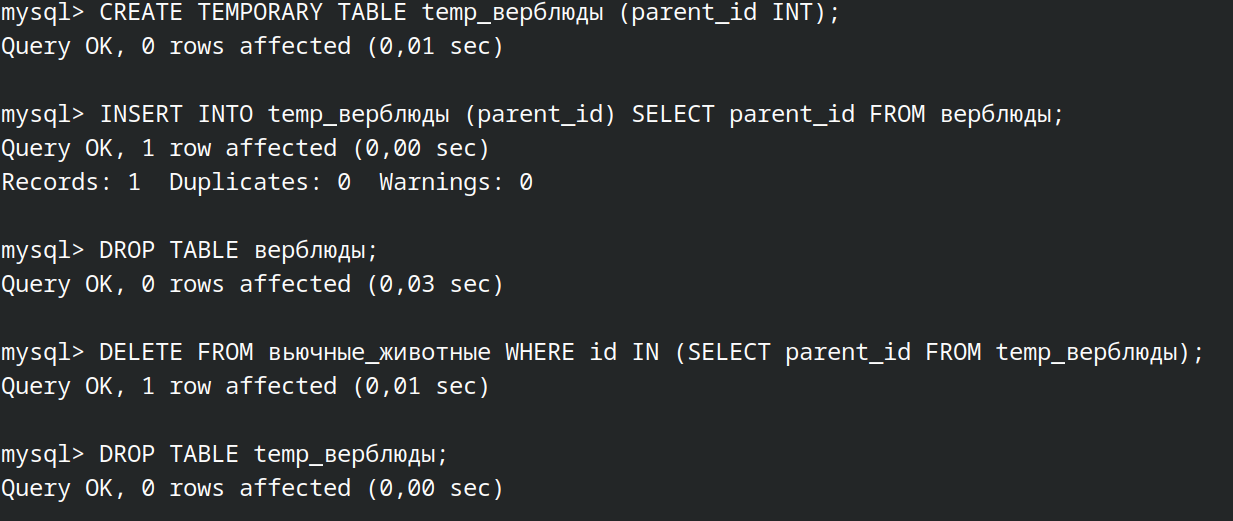 mysql> CREATE TEMPORARY TABLE temp_верблюды (parent_id INT);
Query OK, 0 rows affected (0,01 sec)
mysql> INSERT INTO temp_верблюды (parent_id) SELECT parent_id FROM верблюды;
Query OK, 1 row affected (0,00 sec)
Records: 1  Duplicates: 0  Warnings: 0
mysql> DROP TABLE верблюды;
Query OK, 0 rows affected (0,03 sec)
mysql> DELETE FROM вьючные_животные WHERE id IN (SELECT parent_id FROM temp_верблюды);
Query OK, 1 row affected (0,01 sec)
mysql> DROP TABLE temp_верблюды;
Query OK, 0 rows affected (0,00 sec)